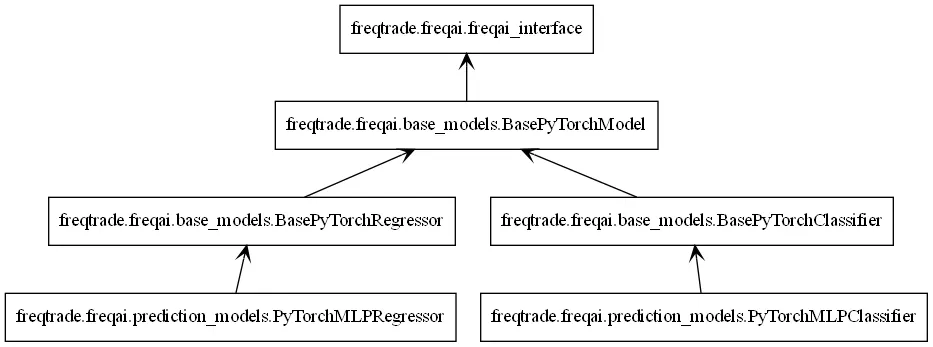 freqtrade.freqai.freqai_interface
freqtrade.freqai.base_models.BasePyTorchModel
freqtrade.freqai.base_models.BasePyTorchRegressor
freqtrade.freqai.base_models.BasePyTorchClassifier
freqtrade.freqai.prediction_models.PyTorchMLPRegressor
freqtrade.freqai.prediction_models.PyTorchMLPClassifier